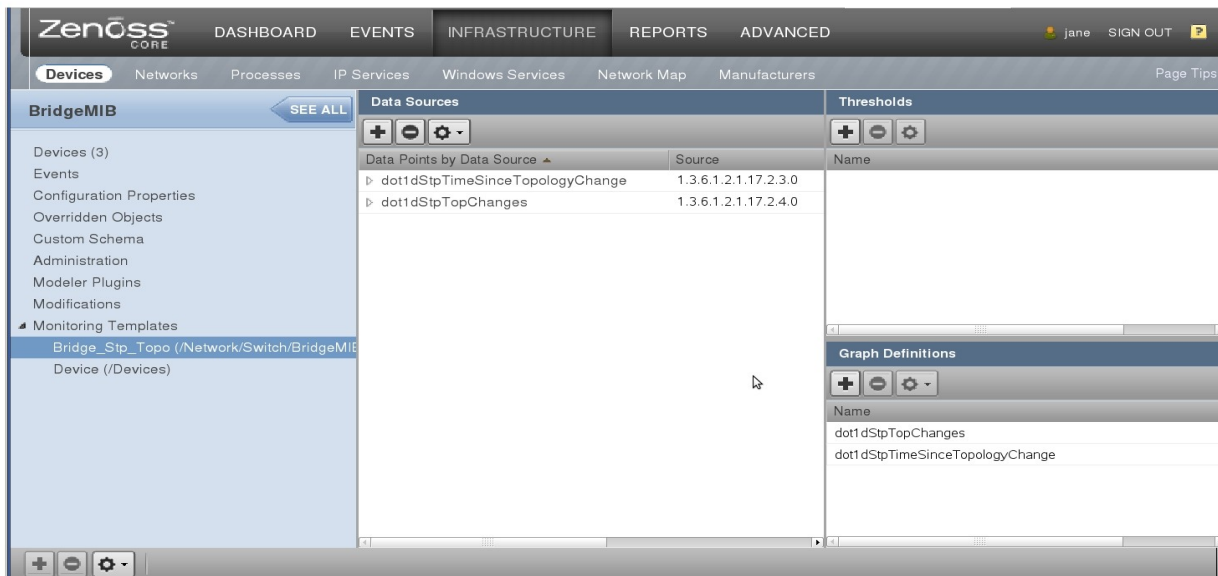 Zenoss
CORE
DASHBOARD EVENTS INFRASTRUCTURE REPORTS ADVANCED
jane SIGN OUT ?
Devices Networks Processes IP Services Windows Services Network Map Manufacturers
Page Tips
BridgeMIB
SEE ALL
Devices (3)
Events
Configuration Properties
Overridden Objects
Custom Schema
Administration
Modeler Plugins
Modifications
Monitoring Templates
Bridge_Stp_Topo (/Network/Switch/BridgeMIB
Device (/Devices)
Data Sources
Data Points by Data Source Source
dot1dStpTimeSinceTopologyChange 1.3.6.1.2.1.17.2.3.0
dot1dStpTopChanges 1.3.6.1.2.1.17.2.4.0
Thresholds
Name
Graph Definitions
Name
dot1dStpTopChanges
dot1dStpTimeSinceTopologyChange